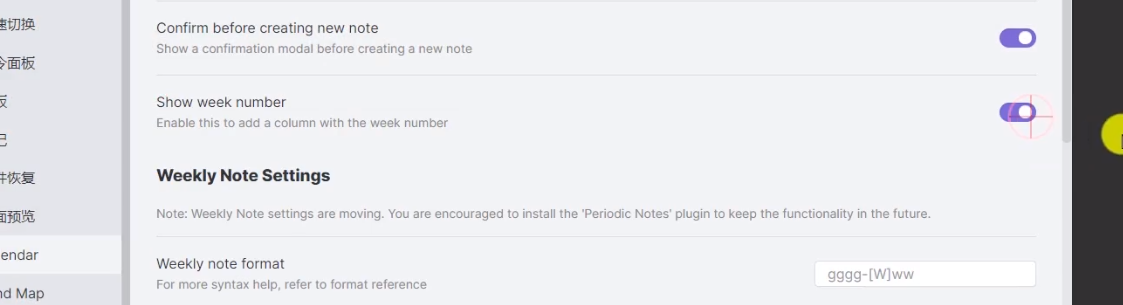 速切换
令面板
板
记
件恢复
面预览
endar
nd Map
Confirm before creating new note
Show a confirmation modal before creating a new note
Show week number
Enable this to add a column with the week number
Weekly Note Settings
Note: Weekly Note settings are moving. You are encouraged to install the 'Periodic Notes' plugin to keep the functionality in the future.
Weekly note format
For more syntax help, refer to format reference
gggg-[W]ww